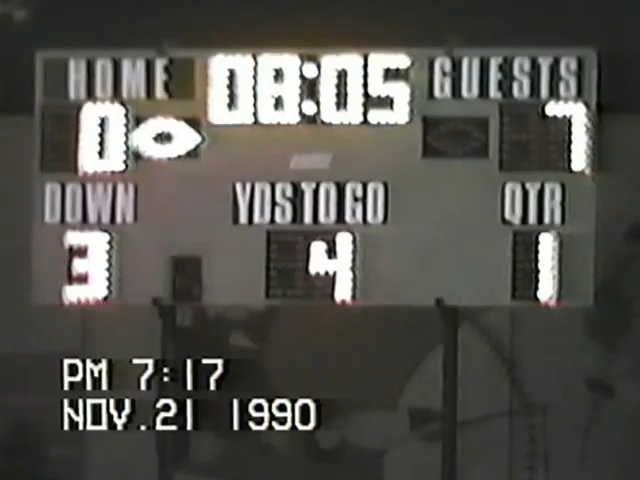 HOME 08:05 GUESTS
0 7
DOWN YDS TO GO QTR
3 4 1
PM 7:17
NOV. 21 1990